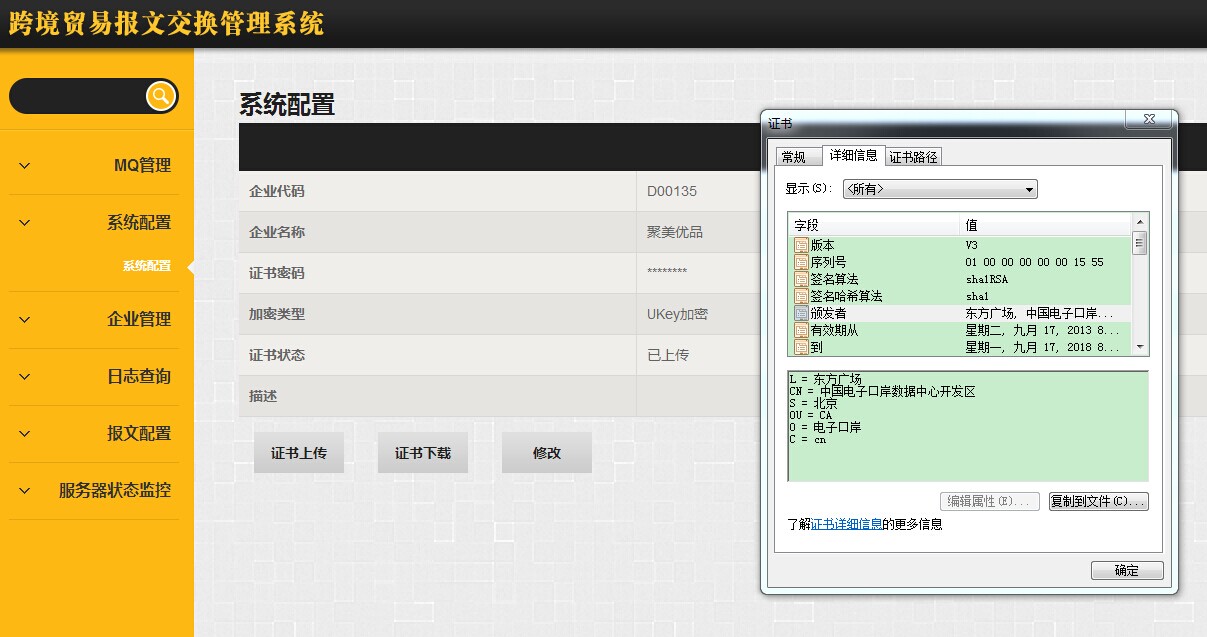 跨境贸易报文交换管理系统
MQ管理
系统配置
系统配置
企业管理
日志查询
报文配置
服务器状态监控
系统配置
企业代码 D00135
企业名称 聚美优品
证书密码 ********
加密类型 UKey加密
证书状态 已上传
描述
证书上传 证书下载 修改
证书
常规 详细信息 证书路径
显示(S): <所有>
字段 值
版本 V3
序列号 01 00 00 00 00 00 15 55
签名算法 sha1RSA
签名哈希算法 sha1
颁发者 东方广场, 中国电子口岸...
有效期从 星期二, 九月 17, 2013 8...
到 星期一, 九月 17, 2018 8...
L = 东方广场
CN = 中国电子口岸数据中心开发区
S = 北京
OU = CA
O = 电子口岸
C = cn
编辑属性(E)... 复制到文件(C)...
了解证书详细信息的更多信息
确定